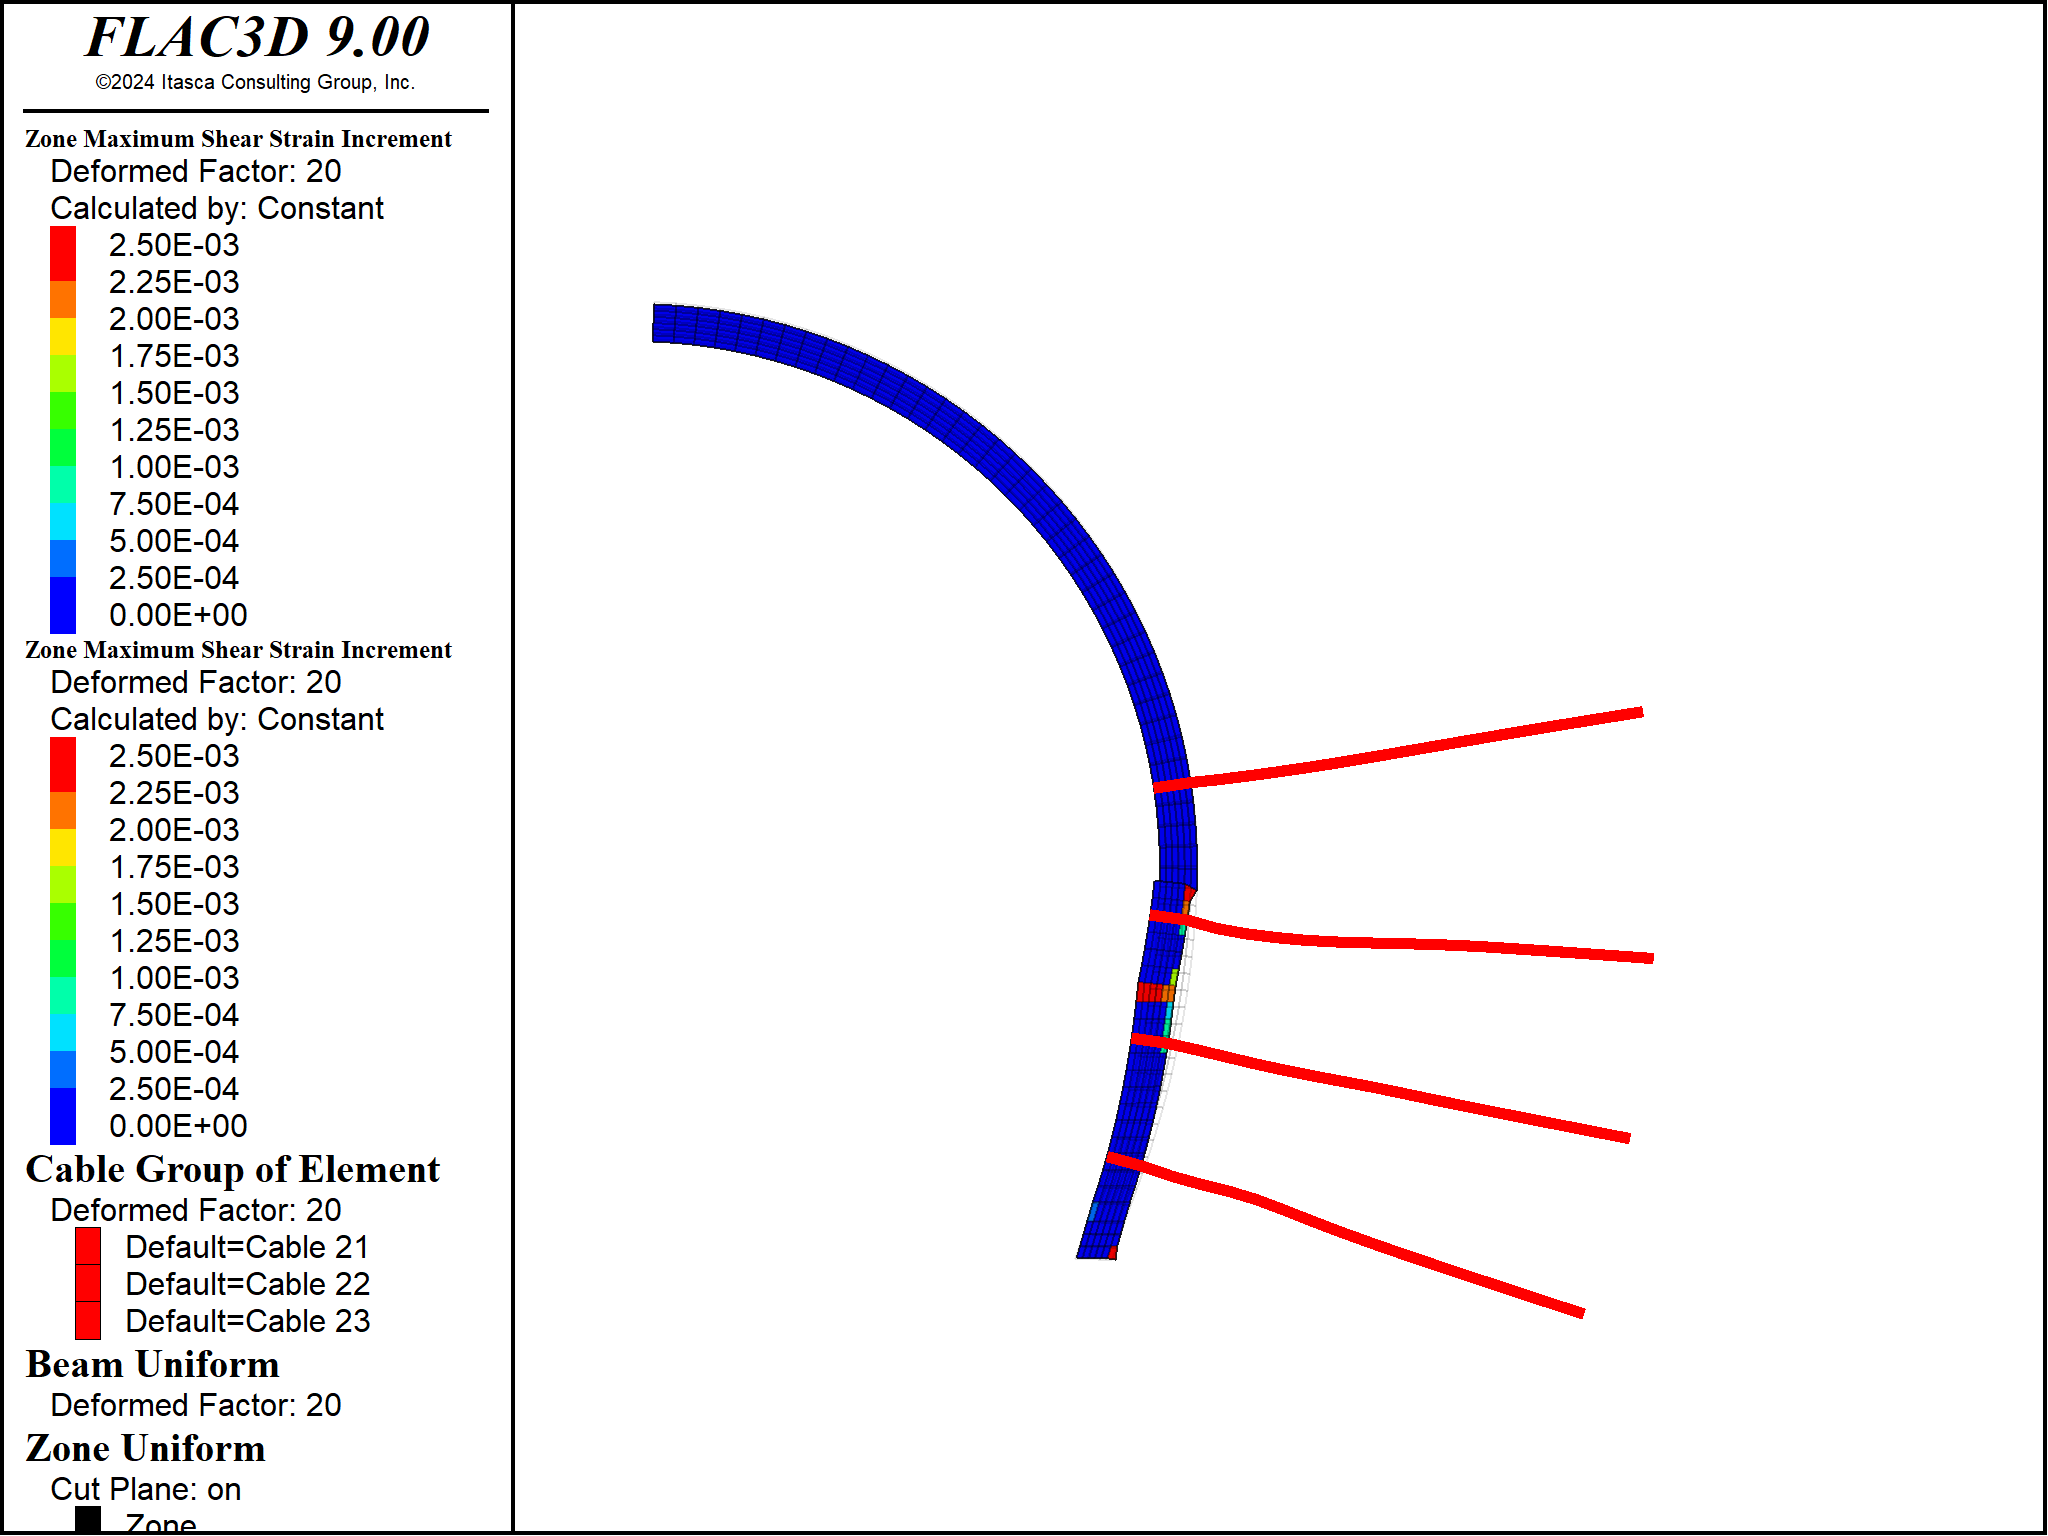 FLAC3D 9.00
©2024 Itasca Consulting Group, Inc.
Zone Maximum Shear Strain Increment
Deformed Factor: 20
Calculated by: Constant
2.50E-03
2.25E-03
2.00E-03
1.75E-03
1.50E-03
1.25E-03
1.00E-03
7.50E-04
5.00E-04
2.50E-04
0.00E+00
Zone Maximum Shear Strain Increment
Deformed Factor: 20
Calculated by: Constant
2.50E-03
2.25E-03
2.00E-03
1.75E-03
1.50E-03
1.25E-03
1.00E-03
7.50E-04
5.00E-04
2.50E-04
0.00E+00
Cable Group of Element
Deformed Factor: 20
Default=Cable 21
Default=Cable 22
Default=Cable 23
Beam Uniform
Deformed Factor: 20
Zone Uniform
Cut Plane: on
Zone